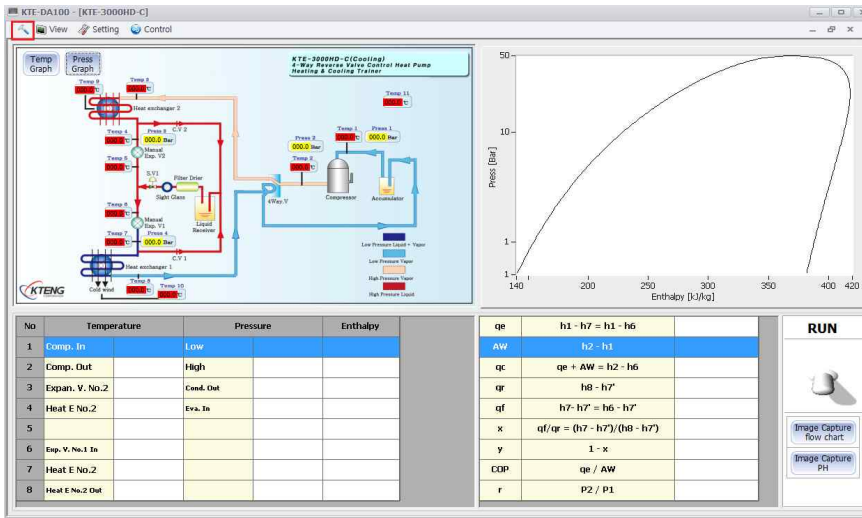 KTE-DA100 - [KTE-3000HD-C]
View Setting Control
Temp Graph
Press Graph
KTE-3000HD-C(Cooling)
4-Way Reverse Valve Control Heat Pump
Heating & Cooling Trainer
Temp 9
Temp 3
Heat exchanger 2
C.V 2
Temp 11
Temp 4
Press 3
000.0 Bar
Manual
Exp. V2
Temp 5
Press 2
000.0 Bar
Temp 1
Press 1
000.0 Bar
Temp 2
S.V1
Filter Drier
Sight Glass
4Way.V
Compressor
Accumulator
Temp 6
Manual
Exp. V1
Liquid
Receiver
Temp 7
Press 4
000.0 Bar
C.V 1
Heat exchanger 1
Low Pressure Liquid + Vapor
Low Pressure Vapor
High Pressure Vapor
High Pressure Liquid
KTENG
Cold wind
Temp 8
Temp 10
Press [Bar]
50
10
1
1
140 200 250 300 350 400 420
Enthalpy [kJ/kg]
No Temperature Pressure Enthalpy
1 Comp. In Low
2 Comp. Out High
3 Expan. V. No.2 Cond. Out
4 Heat E No.2 Eva. In
5
6 Exp. V. No.1 In
7 Heat E No.2
8 Heat E No.2 Out
qe h1 - h7 = h1 - h6
AW h2 - h1
qc qe + AW = h2 - h6
qr h8 - h7'
qf h7- h7' = h6 - h7'
x qf/qr = (h7 - h7')/(h8 - h7')
y 1 - x
COP qe / AW
r P2 / P1
RUN
Image Capture
flow chart
Image Capture
PH